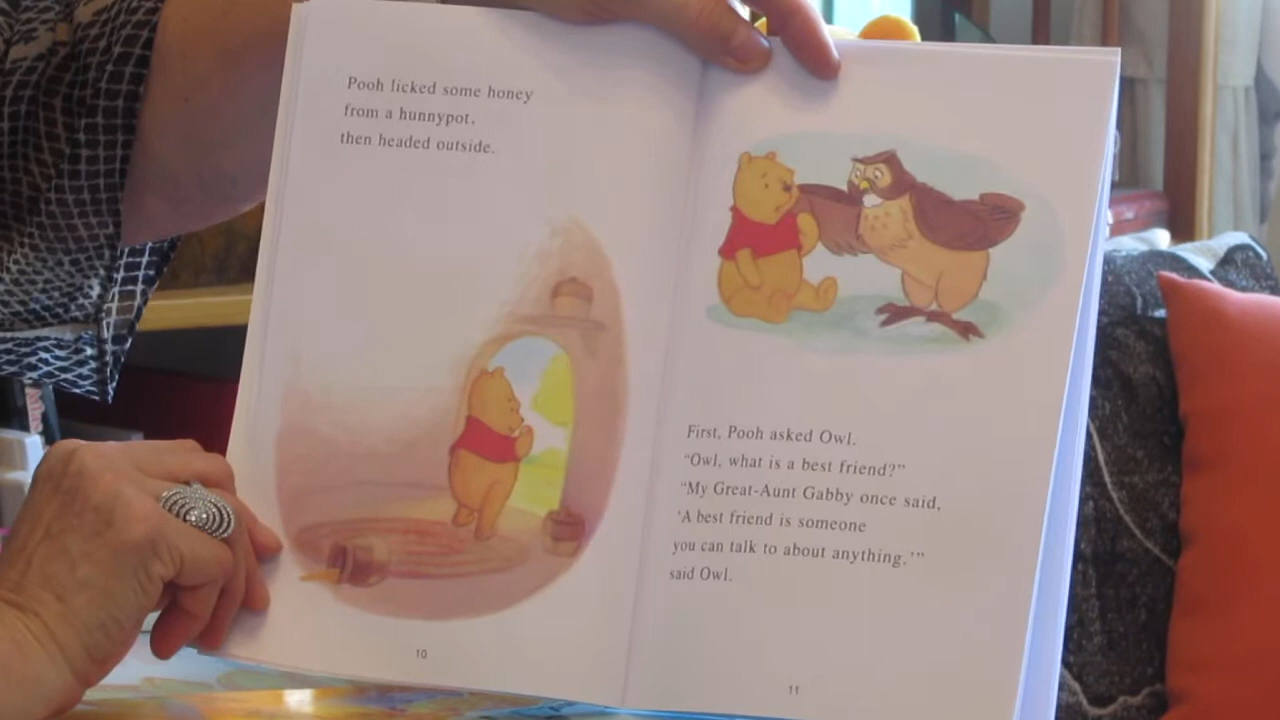 Pooh licked some honey
from a hunnypot,
then headed outside.
10
First, Pooh asked Owl.
"Owl, what is a best friend?"
"My Great-Aunt Gabby once said,
'A best friend is someone
you can talk to about anything.'"
said Owl.
11